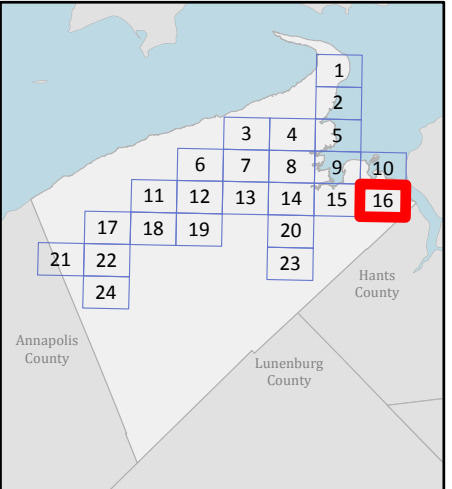 1
2
3 4 5
6 7 8 9 10
11 12 13 14 15 16
17 18 19 20
21 22 23
24
Hants
County
Annapolis
County
Lunenburg
County